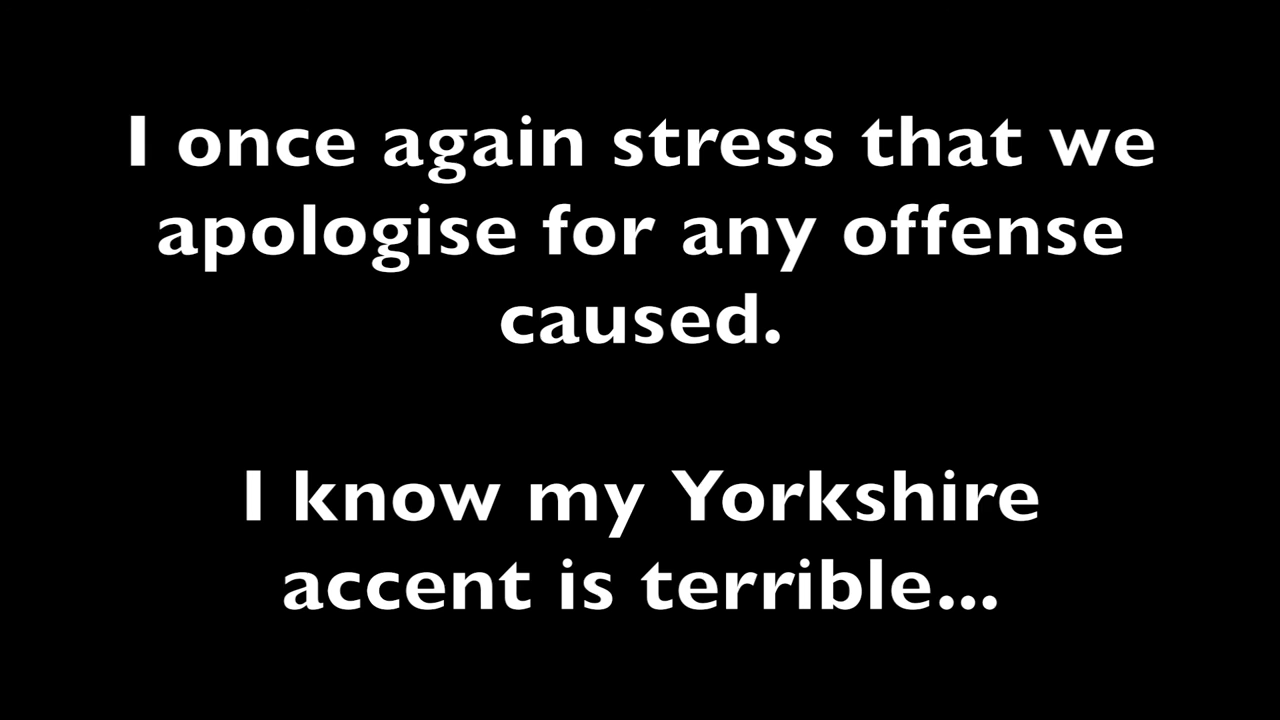 I once again stress that we
apologise for any offense
caused.
I know my Yorkshire
accent is terrible...